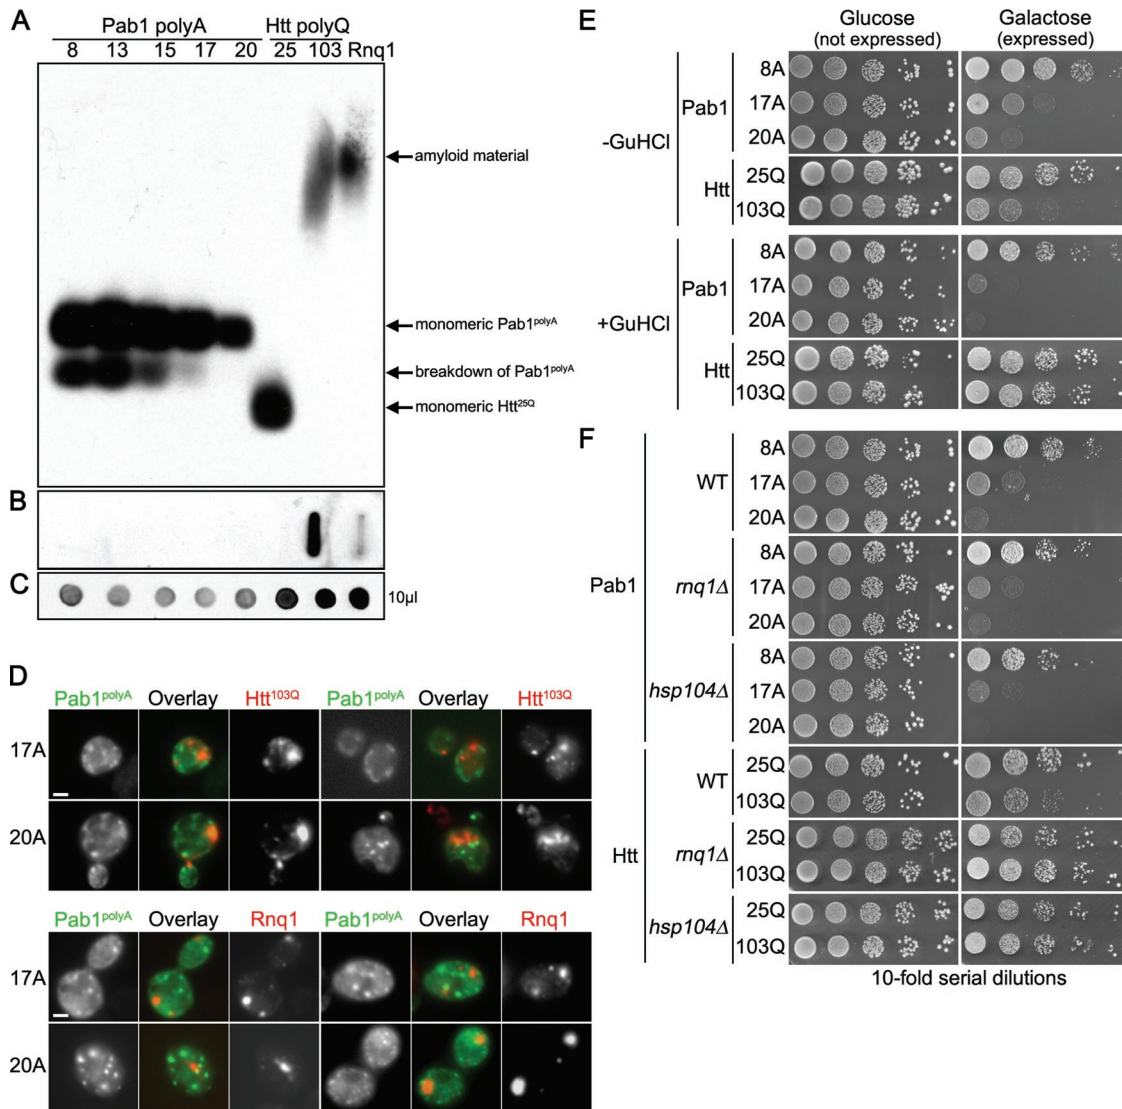 A
Pab1 polyA Htt polyQ
8 13 15 17 20 25 103 Rnq1
amyloid material
monomeric Pab1polyA
breakdown of Pab1polyA
monomeric Htt25Q
B
C
10µl
D
Pab1polyA Overlay Htt103Q Pab1polyA Overlay Htt103Q
17A
20A
Pab1polyA Overlay Rnq1 Pab1polyA Overlay Rnq1
17A
20A
E
Glucose Galactose
(not expressed) (expressed)
-GuHCl
Pab1
8A
17A
20A
Htt
25Q
103Q
+GuHCl
Pab1
8A
17A
20A
Htt
25Q
103Q
F
Pab1
WT
8A
17A
20A
rnq1Δ
8A
17A
20A
hsp104Δ
8A
17A
20A
Htt
WT
25Q
103Q
rnq1Δ
25Q
103Q
hsp104Δ
25Q
103Q
10-fold serial dilutions